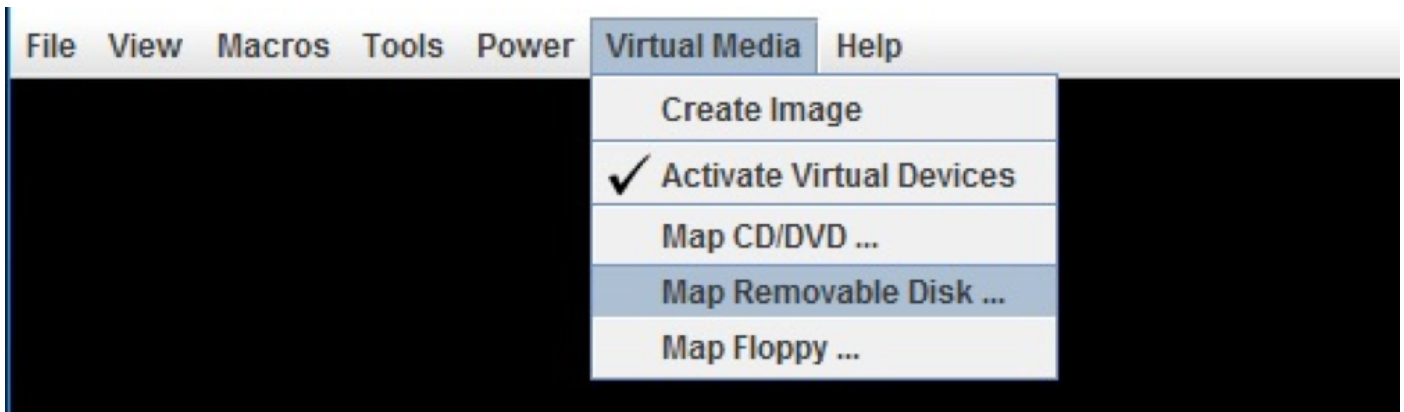 File View Macros Tools Power Virtual Media Help
Create Image
Activate Virtual Devices
Map CD/DVD ...
Map Removable Disk ...
Map Floppy ...